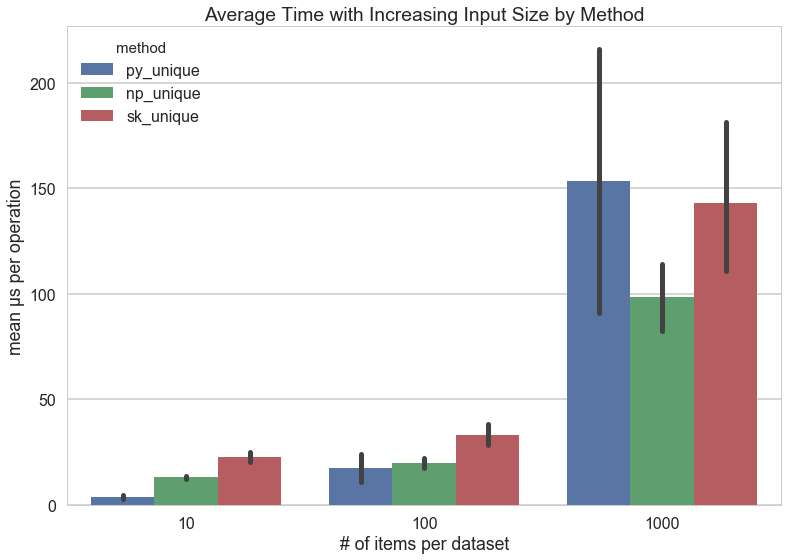 Average Time with Increasing Input Size by Method
method
py_unique
np_unique
sk_unique
200
150
100
50
0
mean µs per operation
10 100 1000
# of items per dataset